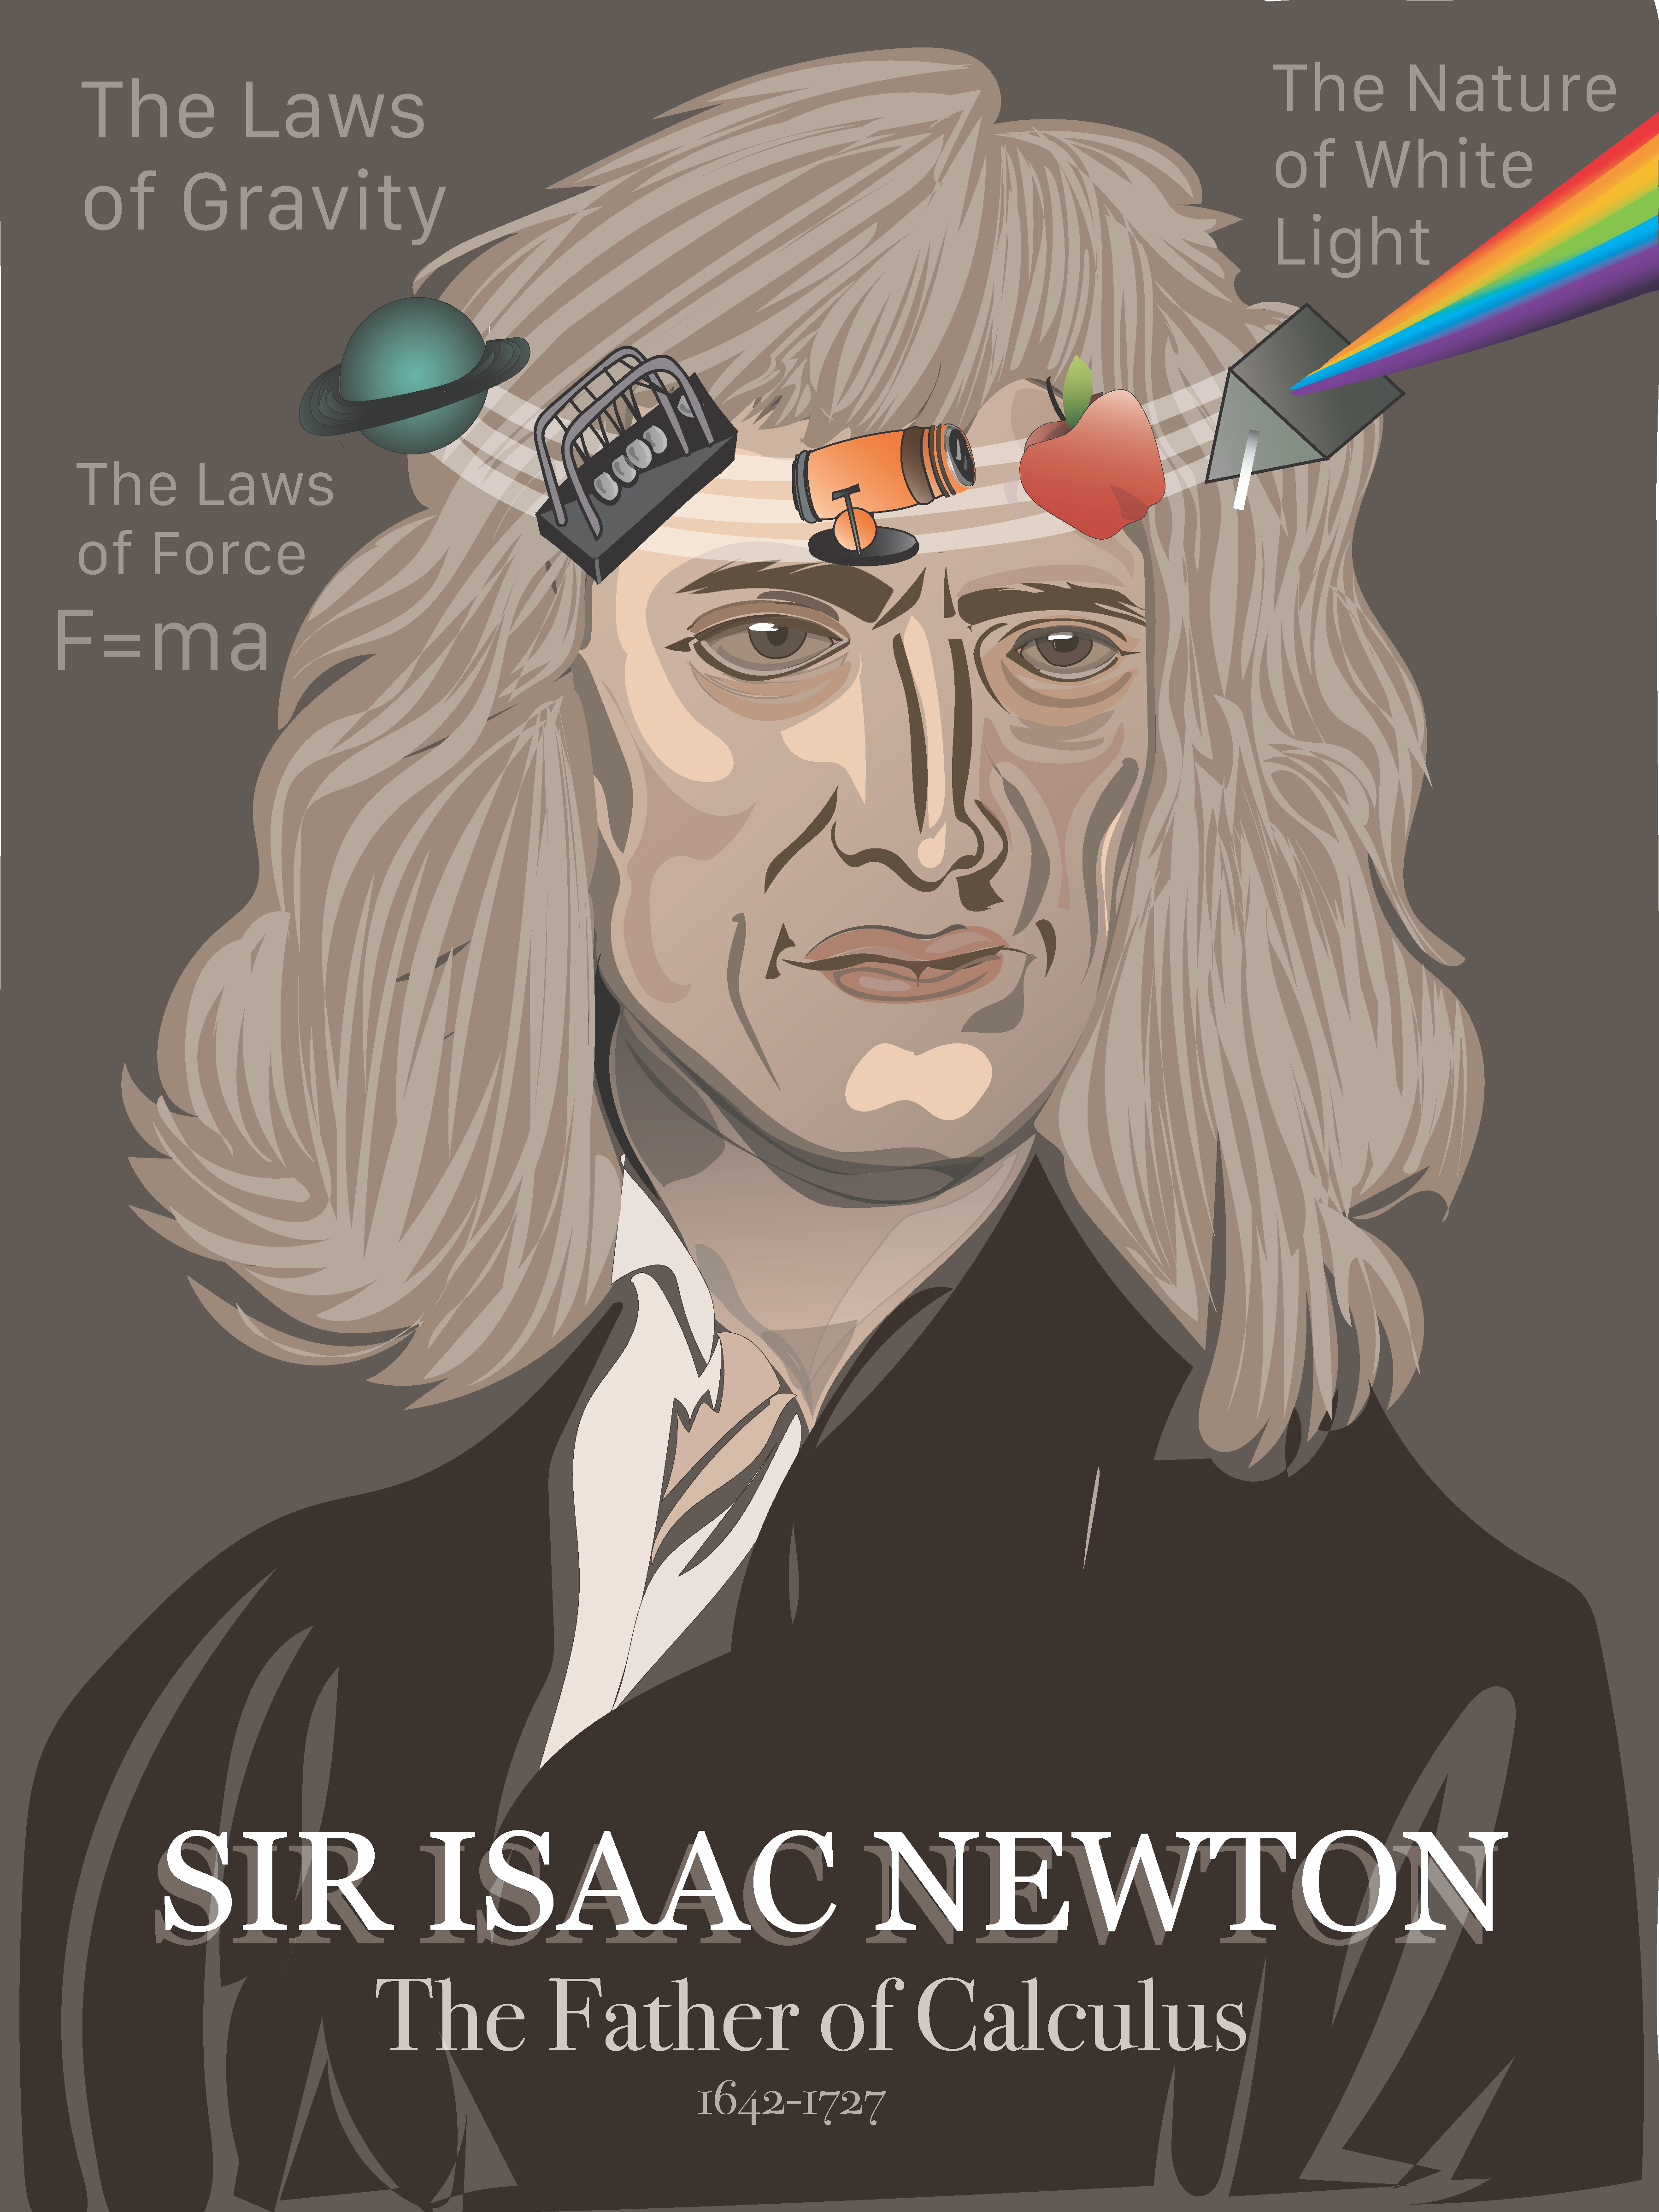 The Laws
of Gravity
The Nature
of White
Light
The Laws
of Force
F=ma
SIR ISAAC NEWTON
The Father of Calculus
1642-1727